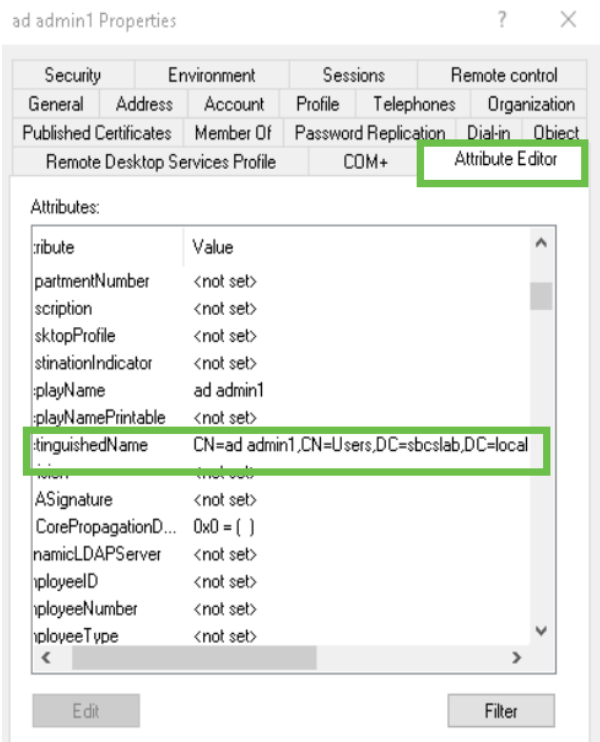 ad admin1 Properties ? ×
Security Environment Sessions Remote control
General Address Account Profile Telephones Organization
Published Certificates Member Of Password Replication Dial-in Object
Remote Desktop Services Profile COM+ Attribute Editor
Attributes:
tribute Value
partmentNumber <not set>
scription <not set>
sktopProfile <not set>
stinationIndicator <not set>
splayName ad admin1
splayNamePrintable <not set>
stinguishedName CN=ad admin1,CN=Users,DC=sbcslab,DC=local
<not set>
ASignature <not set>
CorePropagationD... 0x0 = ( )
namicLDAPServer <not set>
nployeeID <not set>
nployeeNumber <not set>
nployeeType <not set>
Edit Filter